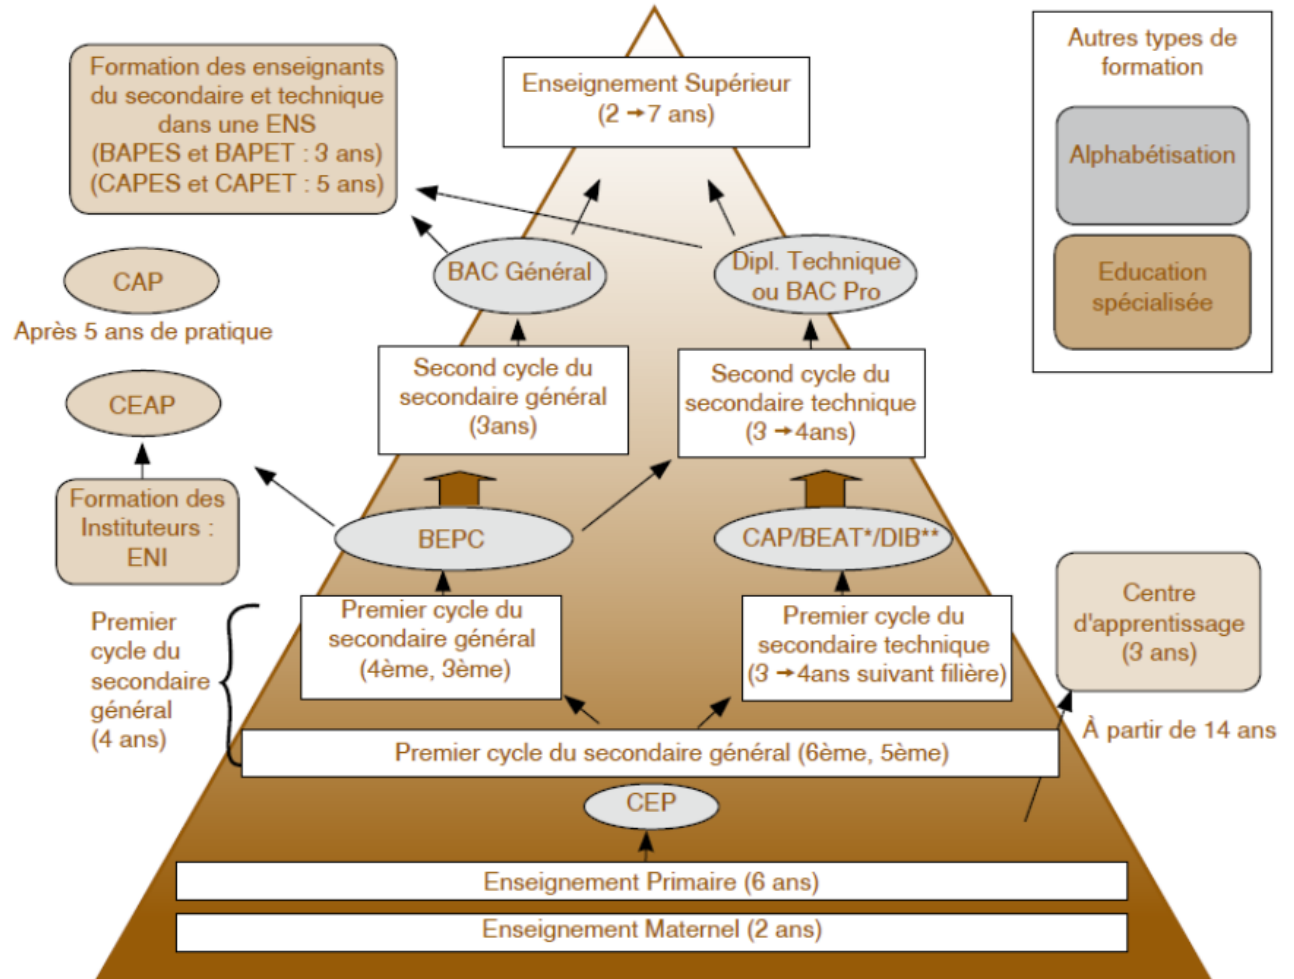 Enseignement Supérieur
(2 → 7 ans)
Formation des enseignants
du secondaire et technique
dans une ENS
(BAPES et BAPET : 3 ans)
(CAPES et CAPET : 5 ans)
Autres types de
formation
Alphabétisation
Education
spécialisée
BAC Général
Dipl. Technique
ou BAC Pro
CAP
Après 5 ans de pratique
CEAP
Second cycle du
secondaire général
(3ans)
Second cycle du
secondaire technique
(3 → 4ans)
Formation des
Instituteurs :
ENI
BEPC
CAP/BEAT*/DIB**
Premier
cycle du
secondaire
général
(4 ans)
Premier cycle du
secondaire général
(4ème, 3ème)
Premier cycle du
secondaire technique
(3 → 4ans suivant filière)
Centre
d'apprentissage
(3 ans)
À partir de 14 ans
Premier cycle du secondaire général (6ème, 5ème)
CEP
Enseignement Primaire (6 ans)
Enseignement Maternel (2 ans)